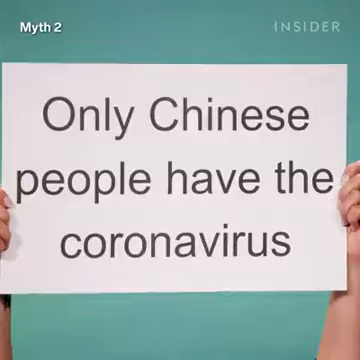 Myth 2
INSIDER
Only Chinese
people have the
coronavirus